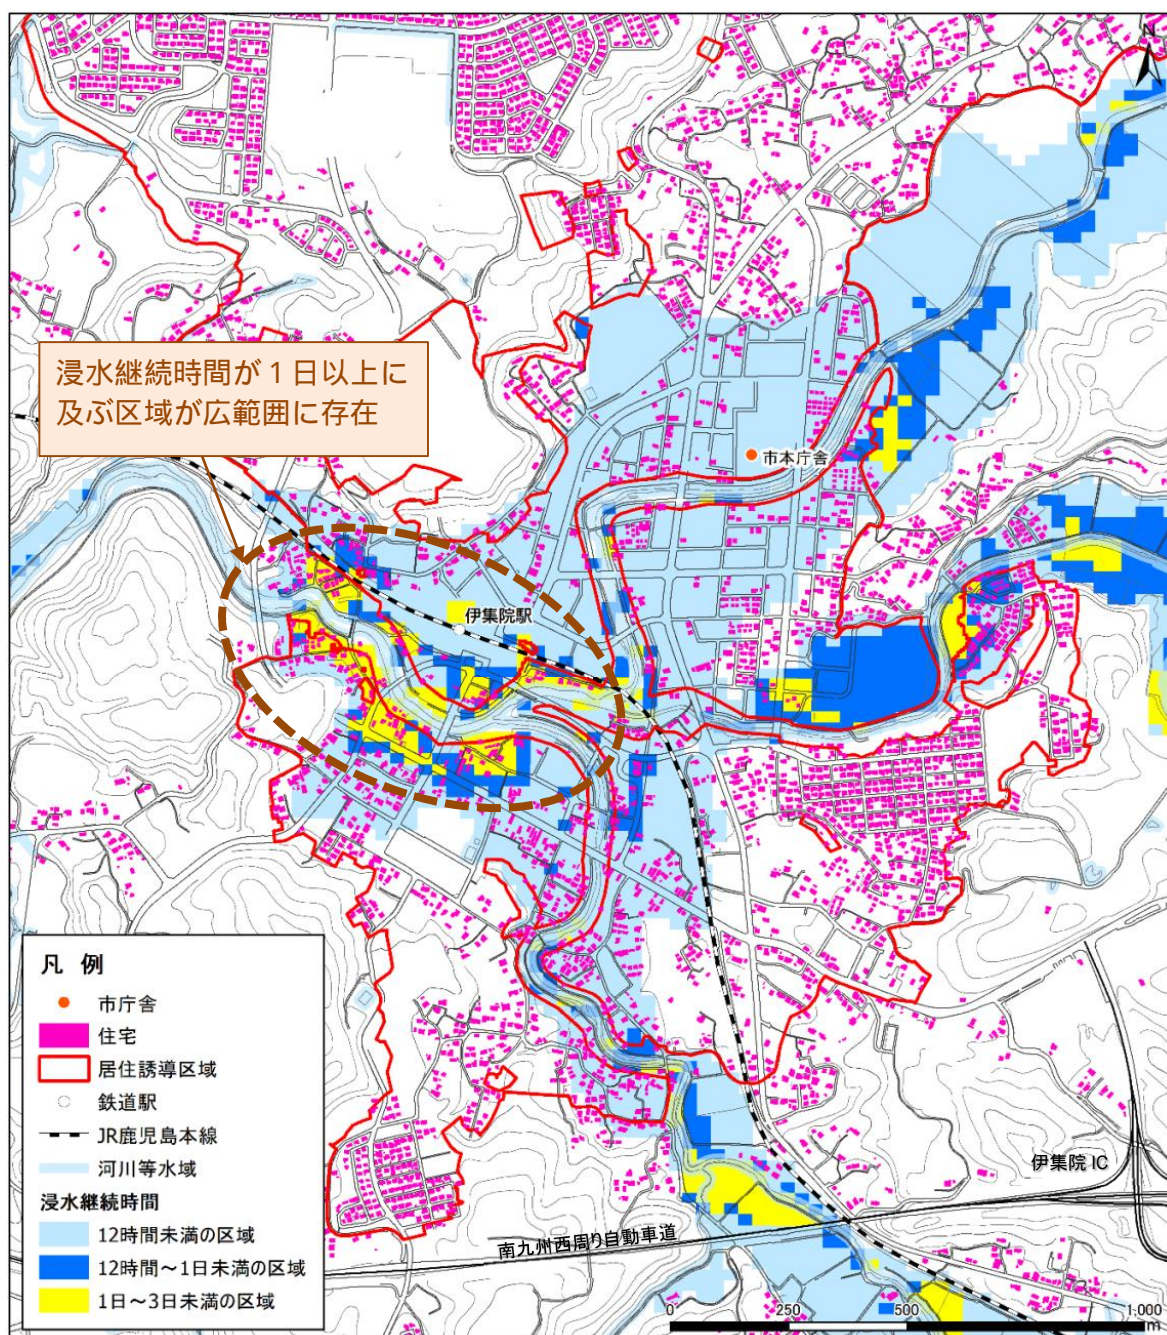 N
浸水継続時間が１日以上に
及ぶ区域が広範囲に存在
市本庁舎
伊集院駅
凡 例
市庁舎
住宅
居住誘導区域
鉄道駅
JR鹿児島本線
河川等水域
浸水継続時間
12時間未満の区域
12時間～1日未満の区域
1日～3日未満の区域
伊集院 IC
南九州西周り自動車道
0 250 500 1,000
m